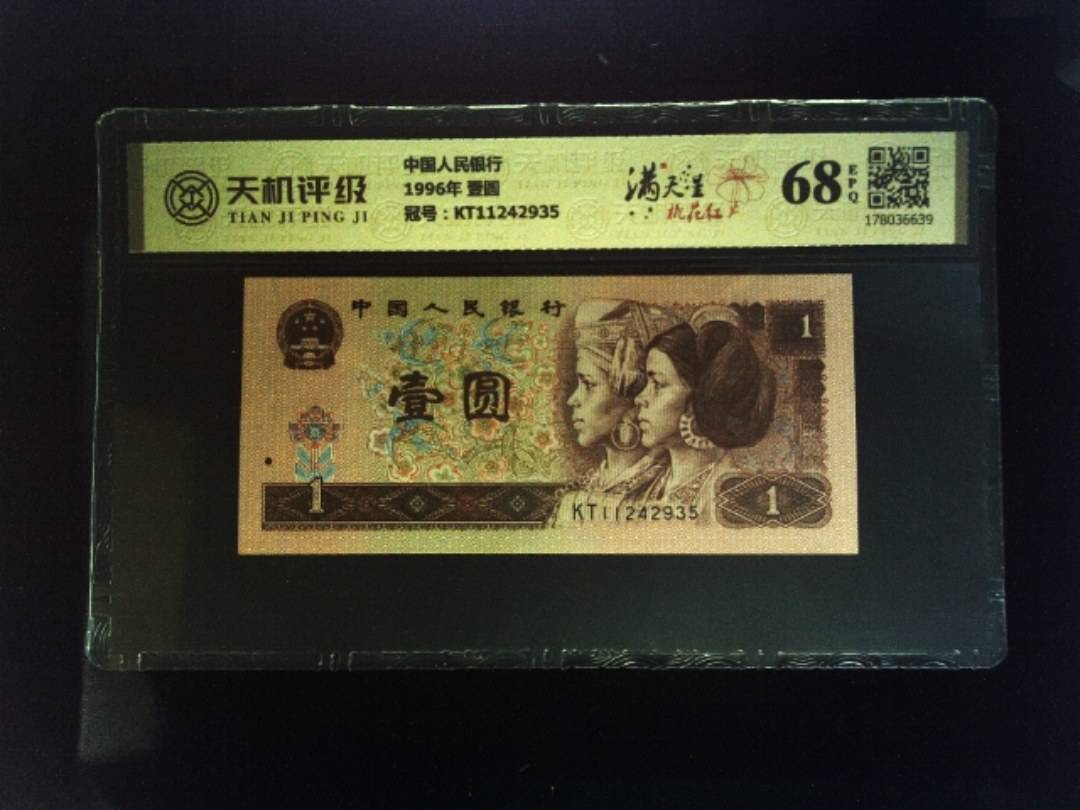 天机评级
TIAN JI PING JI
中国人民银行
1996年 壹圆
冠号：KT11242935
满天星
桃花红
68
EPQ
178036639
中国人民银行
1
壹圆
1
KT11242935
1